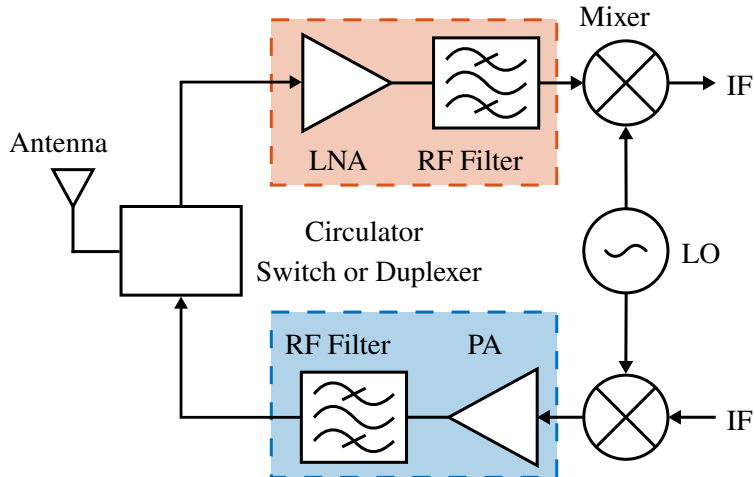 Mixer
IF
LNA
RF Filter
Antenna
Circulator
Switch or Duplexer
LO
RF Filter
PA
IF